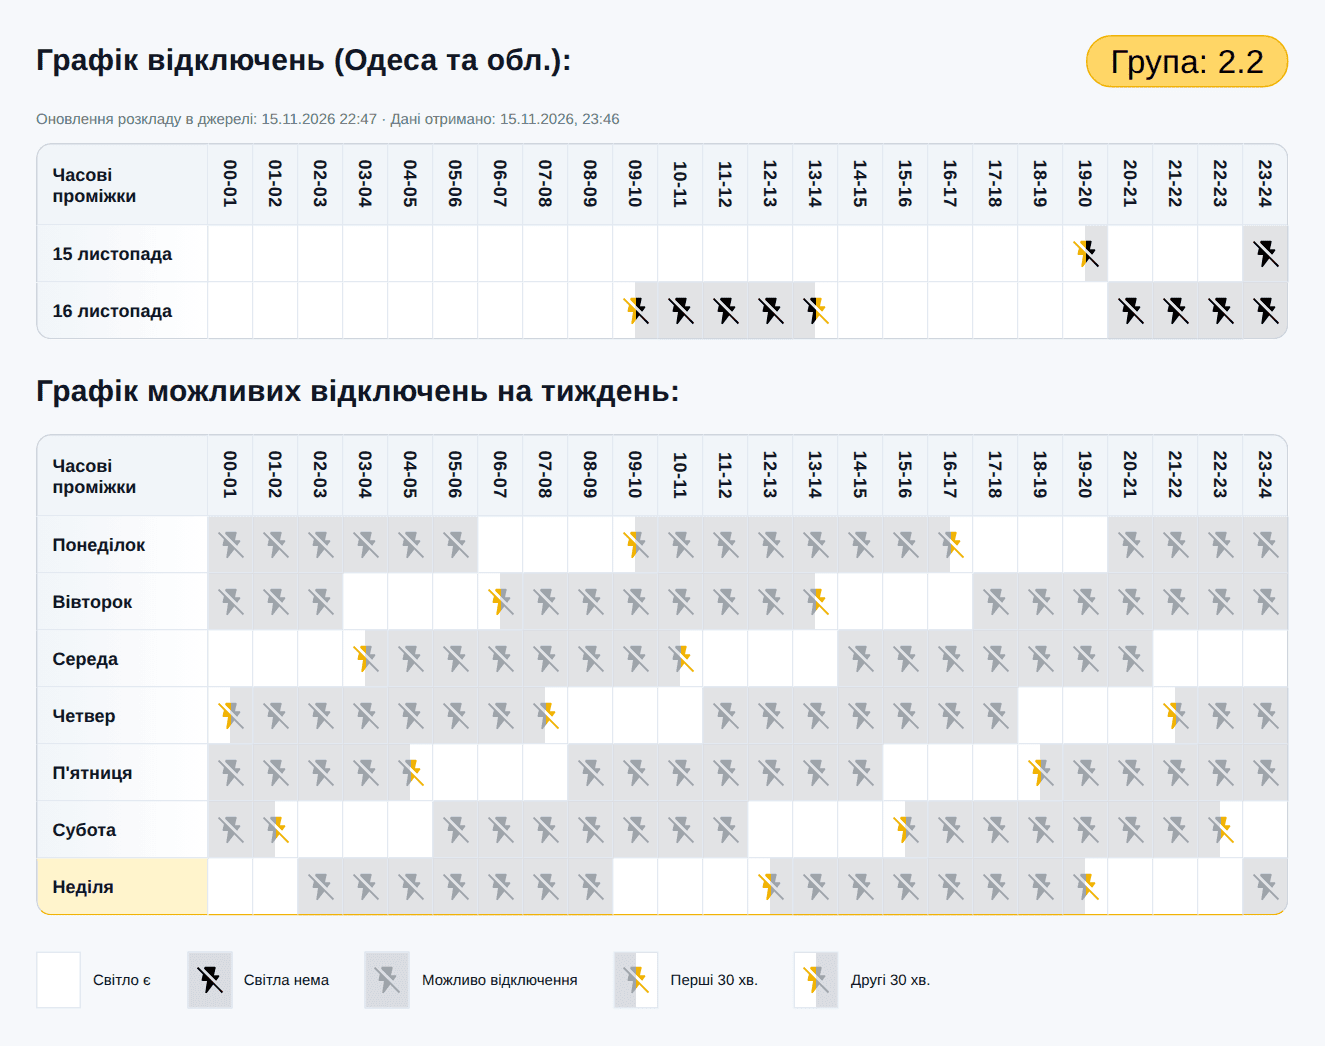 Графік відключень (Одеса та обл.):
Група: 2.2
Оновлення розкладу в джерелі: 15.11.2026 22:47 · Дані отримано: 15.11.2026, 23:46
Часові проміжки 00-01 01-02 02-03 03-04 04-05 05-06 06-07 07-08 08-09 09-10 10-11 11-12 12-13 13-14 14-15 15-16 16-17 17-18 18-19 19-20 20-21 21-22 22-23 23-24
15 листопада
16 листопада
Графік можливих відключень на тиждень:
Часові проміжки 00-01 01-02 02-03 03-04 04-05 05-06 06-07 07-08 08-09 09-10 10-11 11-12 12-13 13-14 14-15 15-16 16-17 17-18 18-19 19-20 20-21 21-22 22-23 23-24
Понеділок
Вівторок
Середа
Четвер
П'ятниця
Субота
Неділя
Світло є Світла нема Можливо відключення Перші 30 хв. Другі 30 хв.